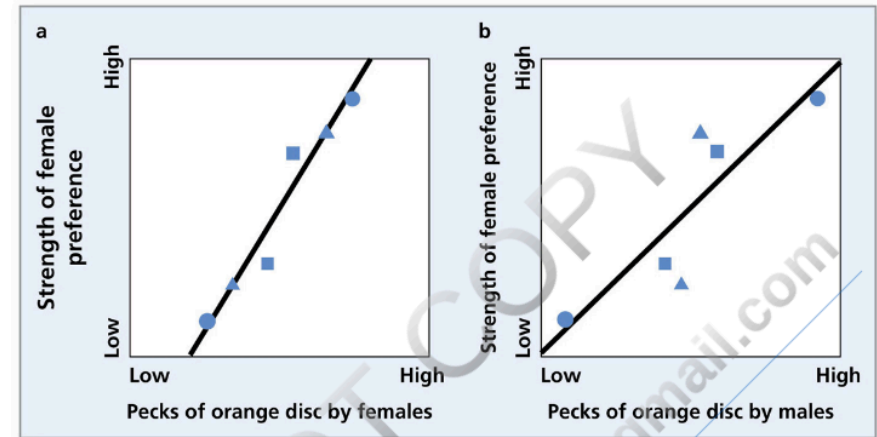 a
High
Strength of female
preference
Low
Low High
Pecks of orange disc by females
b
High
Strength of female preference
Low
Low High
Pecks of orange disc by males
COPY
gmail.com